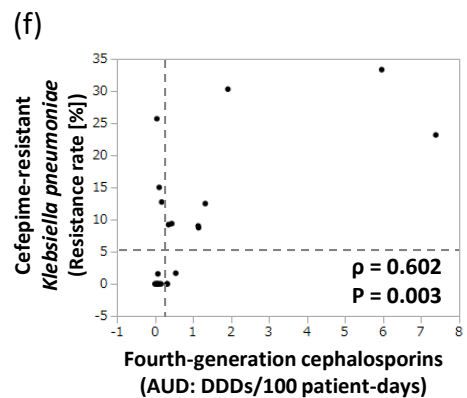 (f)
Cefepime-resistant
Klebsiella pneumoniae
(Resistance rate [%])
35
30
25
20
15
10
5
0
-5
ρ = 0.602
P = 0.003
-1 0 1 2 3 4 5 6 7 8
Fourth-generation cephalosporins
(AUD: DDDs/100 patient-days)